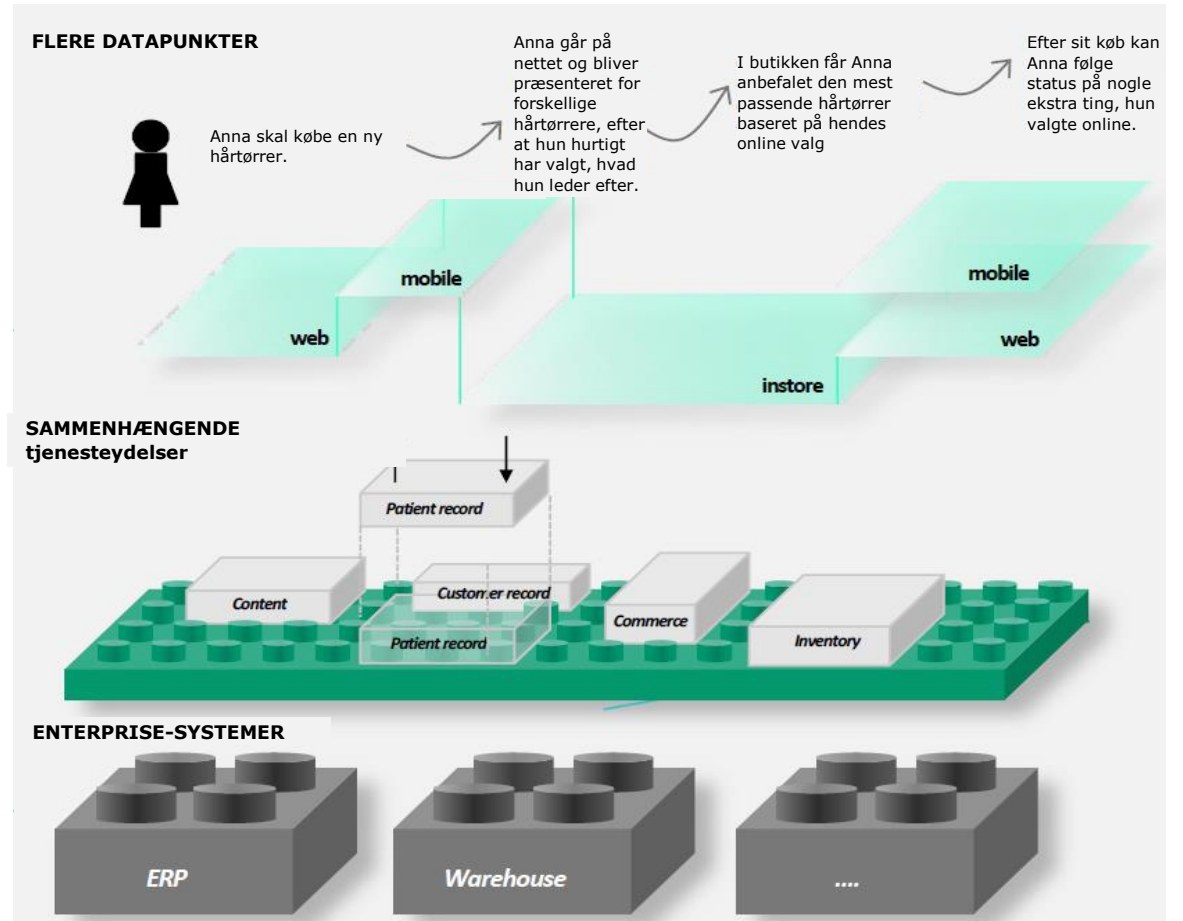 FLERE DATAPUNKTER
Anna skal købe en ny
hårtørrer.
Anna går på
nettet og bliver
præsenteret for
forskellige
hårtørrere, efter
at hun hurtigt
har valgt, hvad
hun leder efter.
I butikken får Anna
anbefalet den mest
passende hårtørrer
baseret på hendes
online valg
Efter sit køb kan
Anna følge
status på nogle
ekstra ting, hun
valgte online.
mobile
web
mobile
web
instore
SAMMENHÆNGENDE
tjenesteydelser
Patient record
Content
Customer record
Patient record
Commerce
Inventory
ENTERPRISE-SYSTEMER
ERP
Warehouse
....